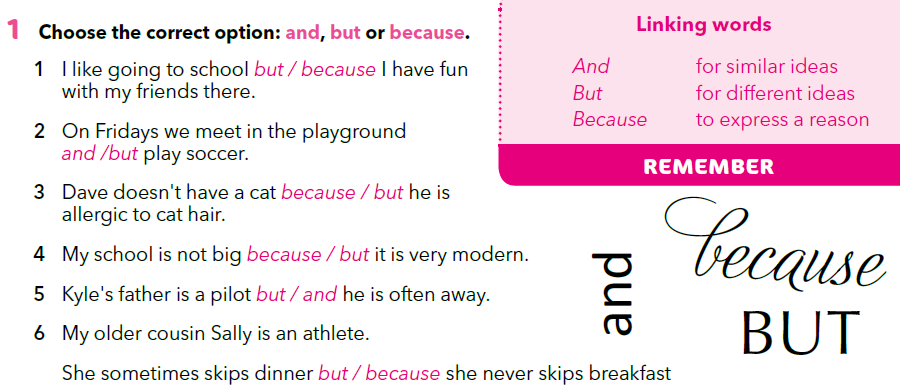 1 Choose the correct option: and, but or because.
1 I like going to school but / because I have fun
with my friends there.
2 On Fridays we meet in the playground
and /but play soccer.
3 Dave doesn't have a cat because / but he is
allergic to cat hair.
4 My school is not big because / but it is very modern.
5 Kyle's father is a pilot but / and he is often away.
6 My older cousin Sally is an athlete.
She sometimes skips dinner but / because she never skips breakfast
Linking words
And for similar ideas
But for different ideas
Because to express a reason
REMEMBER
and
because
BUT